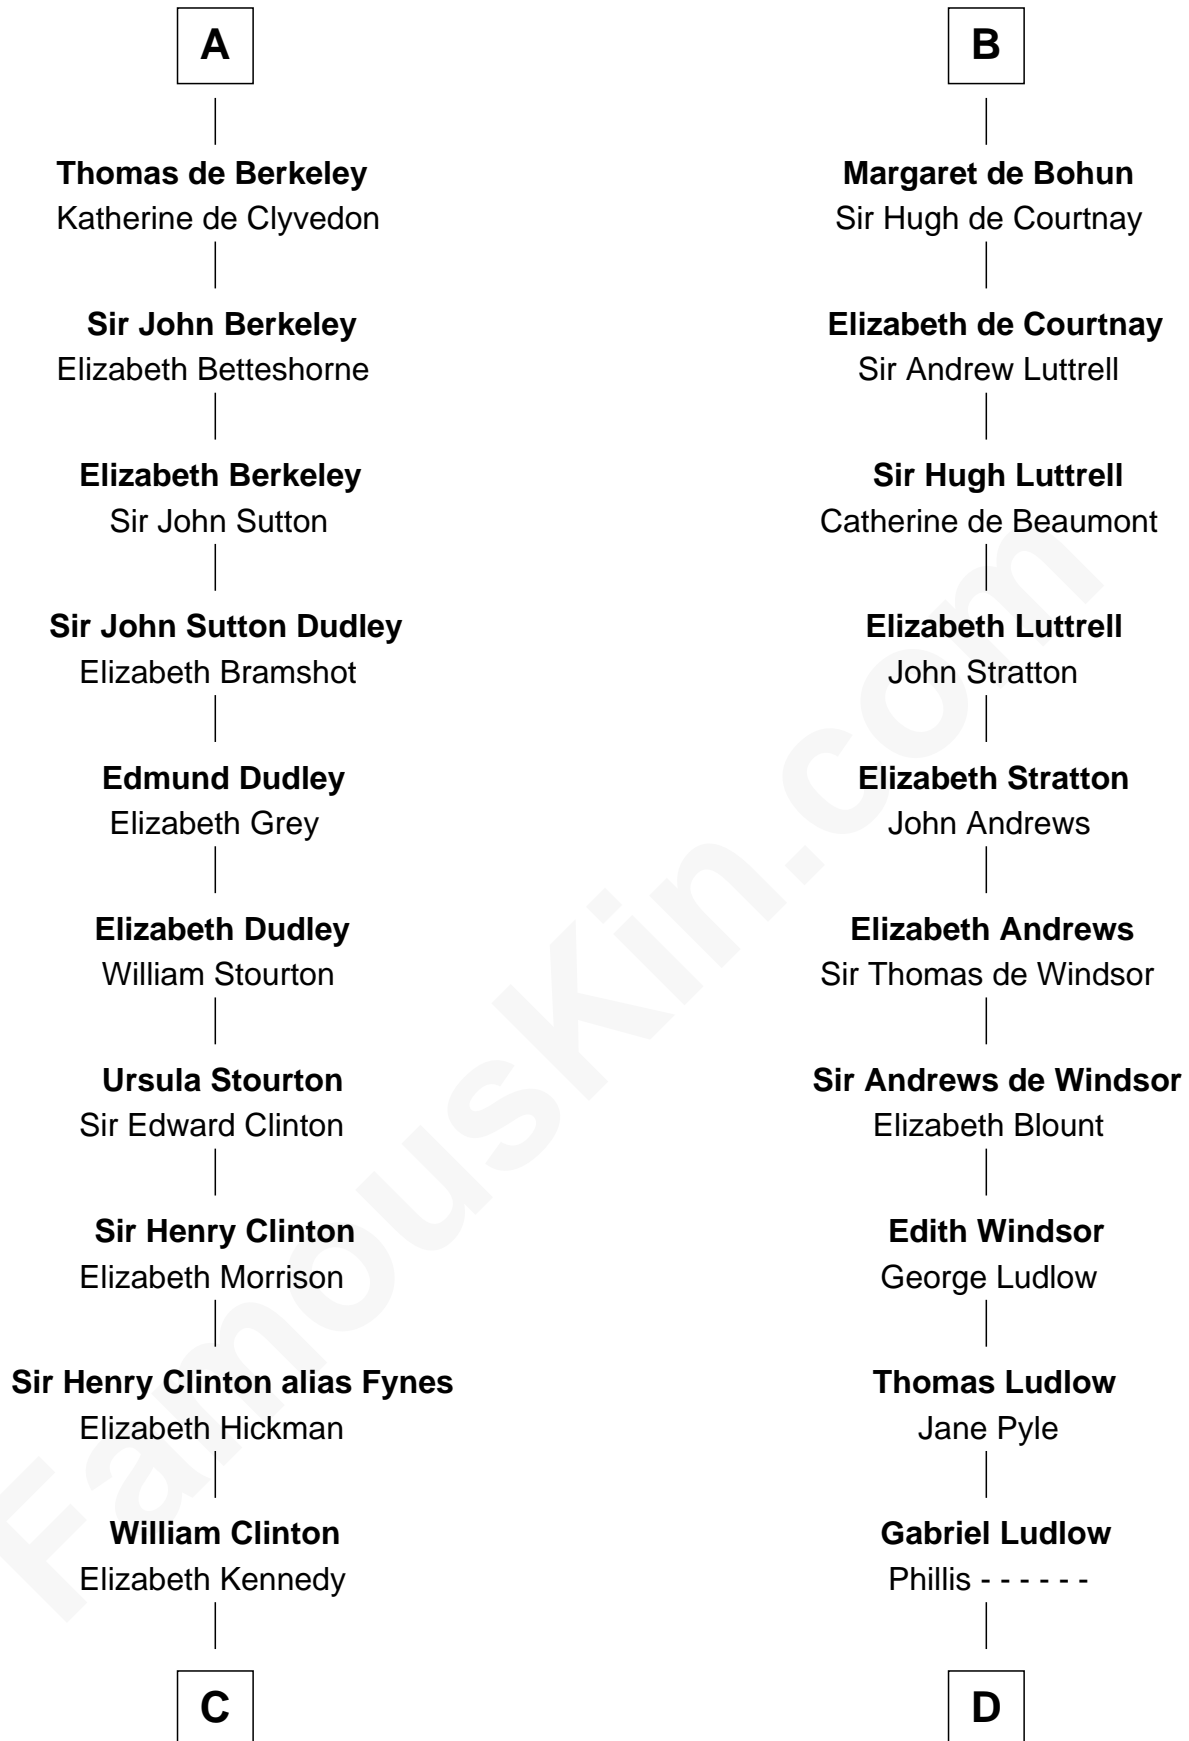 A
Thomas de Berkeley
Katherine de Clyvedon
Sir John Berkeley
Elizabeth Betteshorne
Elizabeth Berkeley
Sir John Sutton
Sir John Sutton Dudley
Elizabeth Bramshot
Edmund Dudley
Elizabeth Grey
Elizabeth Dudley
William Stourton
Ursula Stourton
Sir Edward Clinton
Sir Henry Clinton
Elizabeth Morrison
Sir Henry Clinton alias Fynes
Elizabeth Hickman
William Clinton
Elizabeth Kennedy
C
B
Margaret de Bohun
Sir Hugh de Courtnay
Elizabeth de Courtnay
Sir Andrew Luttrell
Sir Hugh Luttrell
Catherine de Beaumont
Elizabeth Luttrell
John Stratton
Elizabeth Stratton
John Andrews
Elizabeth Andrews
Sir Thomas de Windsor
Sir Andrews de Windsor
Elizabeth Blount
Edith Windsor
George Ludlow
Thomas Ludlow
Jane Pyle
Gabriel Ludlow
Phillis - - - - - -
D
FamousKin.com